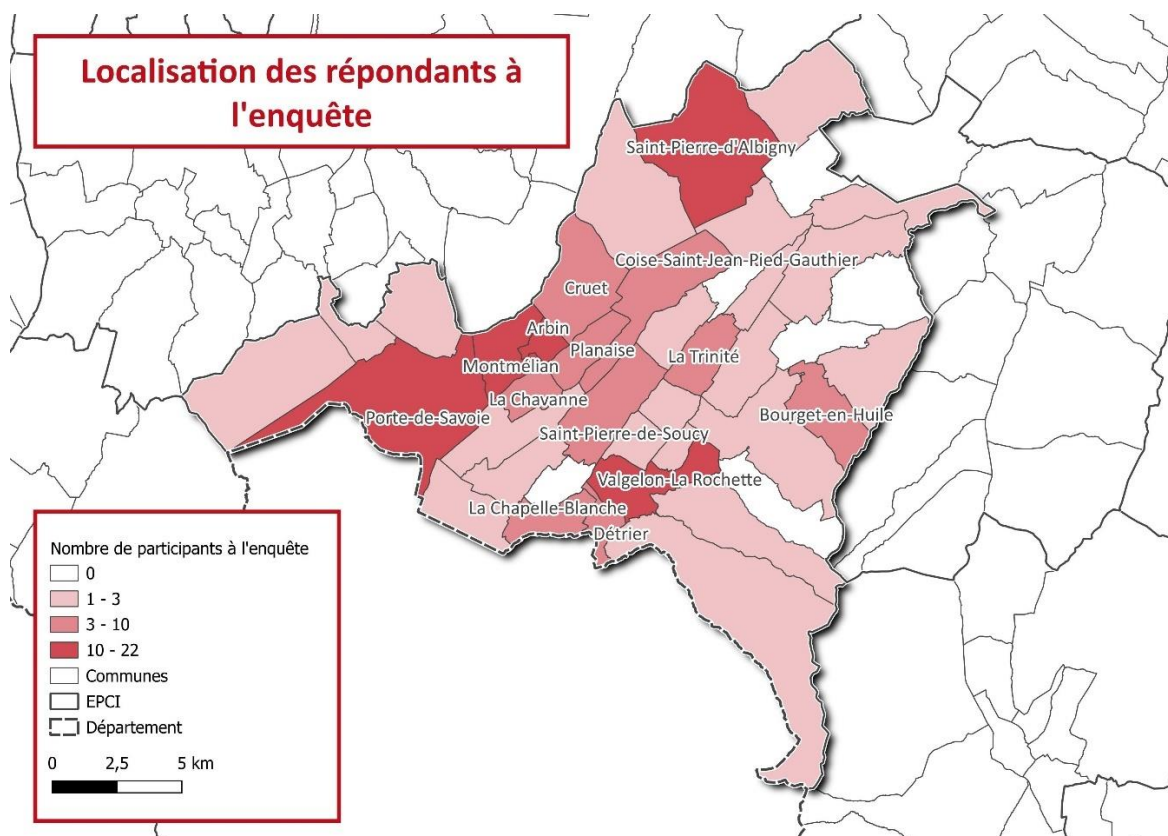 Localisation des répondants à
l'enquête
Saint-Pierre-d'Albigny
Coise-Saint-Jean-Pied-Gauthier
Cruet
Arbin
Planaise
La Trinité
Montmélian
La Chavanne
Bourget-en-Huile
Porte-de-Savoie
Saint-Pierre-de-Soucy
Valgelon-La Rochette
La Chapelle-Blanche
Détrier
Nombre de participants à l'enquête
0
1 - 3
3 - 10
10 - 22
Communes
EPCI
Département
0 2,5 5 km